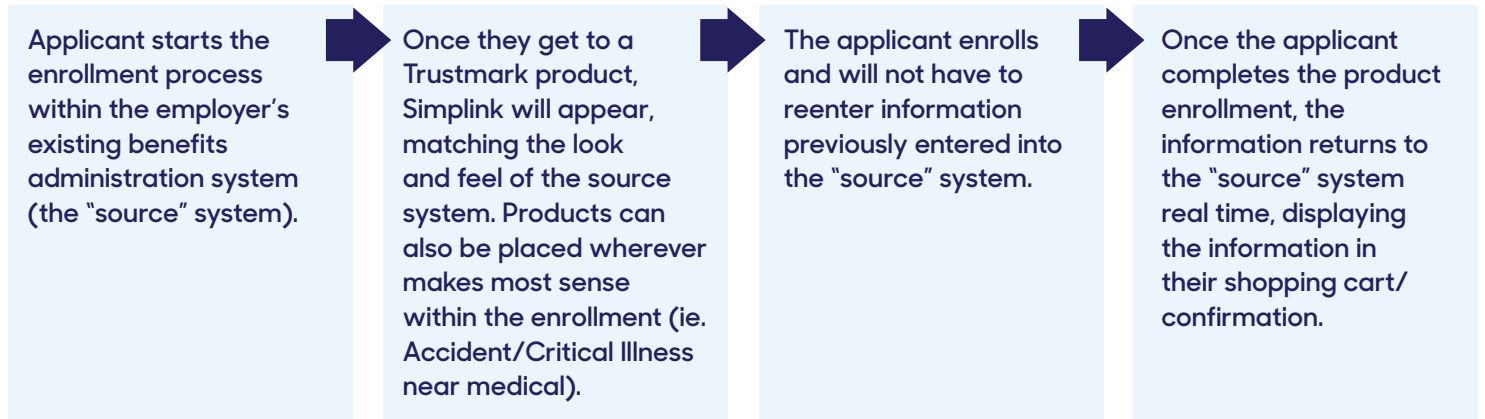 Applicant starts the
enrollment process
within the employer’s
existing benefits
administration system
(the “source” system).
Once they get to a
Trustmark product,
Simplink will appear,
matching the look
and feel of the source
system. Products can
also be placed wherever
makes most sense
within the enrollment (ie.
Accident/Critical Illness
near medical).
The applicant enrolls
and will not have to
reenter information
previously entered into
the “source” system.
Once the applicant
completes the product
enrollment, the
information returns to
the “source” system
real time, displaying
the information in
their shopping cart/
confirmation.